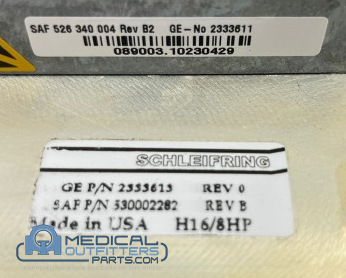 SAF 526 340 004 Rev B2 GE-No 2333611
089003.10230429
SCHLEIFRING
GE P/N 2333613 REV 0
SAF P/N 530002282 REV B
Made in USA H16/8HP
MEDICAL
OUTFITTERS.COM